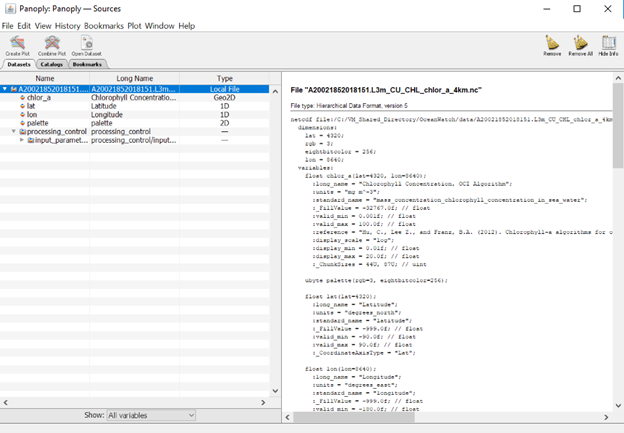 Panoply: Panoply — Sources
File Edit View History Bookmarks Plot Window Help
Create Plot Combine Plot Open Dataset Remove Remove All Hide Info
Datasets Catalogs Bookmarks
Name Long Name Type
A20021852018151.... A20021852018151.L3m... Local File
chlor_a Chlorophyll Concentratio... Geo2D
lat Latitude 1D
lon Longitude 1D
palette palette 2D
processing_control processing_control —
input_paramet... processing_control/input... —
Show: All variables
File "A20021852018151.L3m_CU_CHL_chlor_a_4km.nc"
File type: Hierarchical Data Format, version 5
netcdf file:/C:/VM_Shared_Directory/OceanWatch/data/A20021852018151.L3m_CU_CHL_chlor_a_4km
dimensions:
lat = 4320;
rgb = 3;
eightbitcolor = 256;
lon = 8640;
variables:
float chlor_a(lat=4320, lon=8640);
:long_name = "Chlorophyll Concentration, OCI Algorithm";
:units = "mg m^-3";
:standard_name = "mass_concentration_chlorophyll_concentration_in_sea_water";
:_FillValue = -32767.0f; // float
:valid_min = 0.001f; // float
:valid_max = 100.0f; // float
:reference = "Hu, C., Lee Z., and Franz, B.A. (2012). Chlorophyll-a algorithms for o
:display_scale = "log";
:display_min = 0.01f; // float
:display_max = 20.0f; // float
:_ChunkSizes = 44U, 87U; // uint
ubyte palette(rgb=3, eightbitcolor=256);
float lat(lat=4320);
:long_name = "Latitude";
:units = "degrees_north";
:standard_name = "latitude";
:_FillValue = -999.0f; // float
:valid_min = -90.0f; // float
:valid_max = 90.0f; // float
:_CoordinateAxisType = "Lat";
float lon(lon=8640);
:long_name = "Longitude";
:units = "degrees_east";
:standard_name = "longitude";
:_FillValue = -999.0f; // float
:valid_min = -180.0f; // float